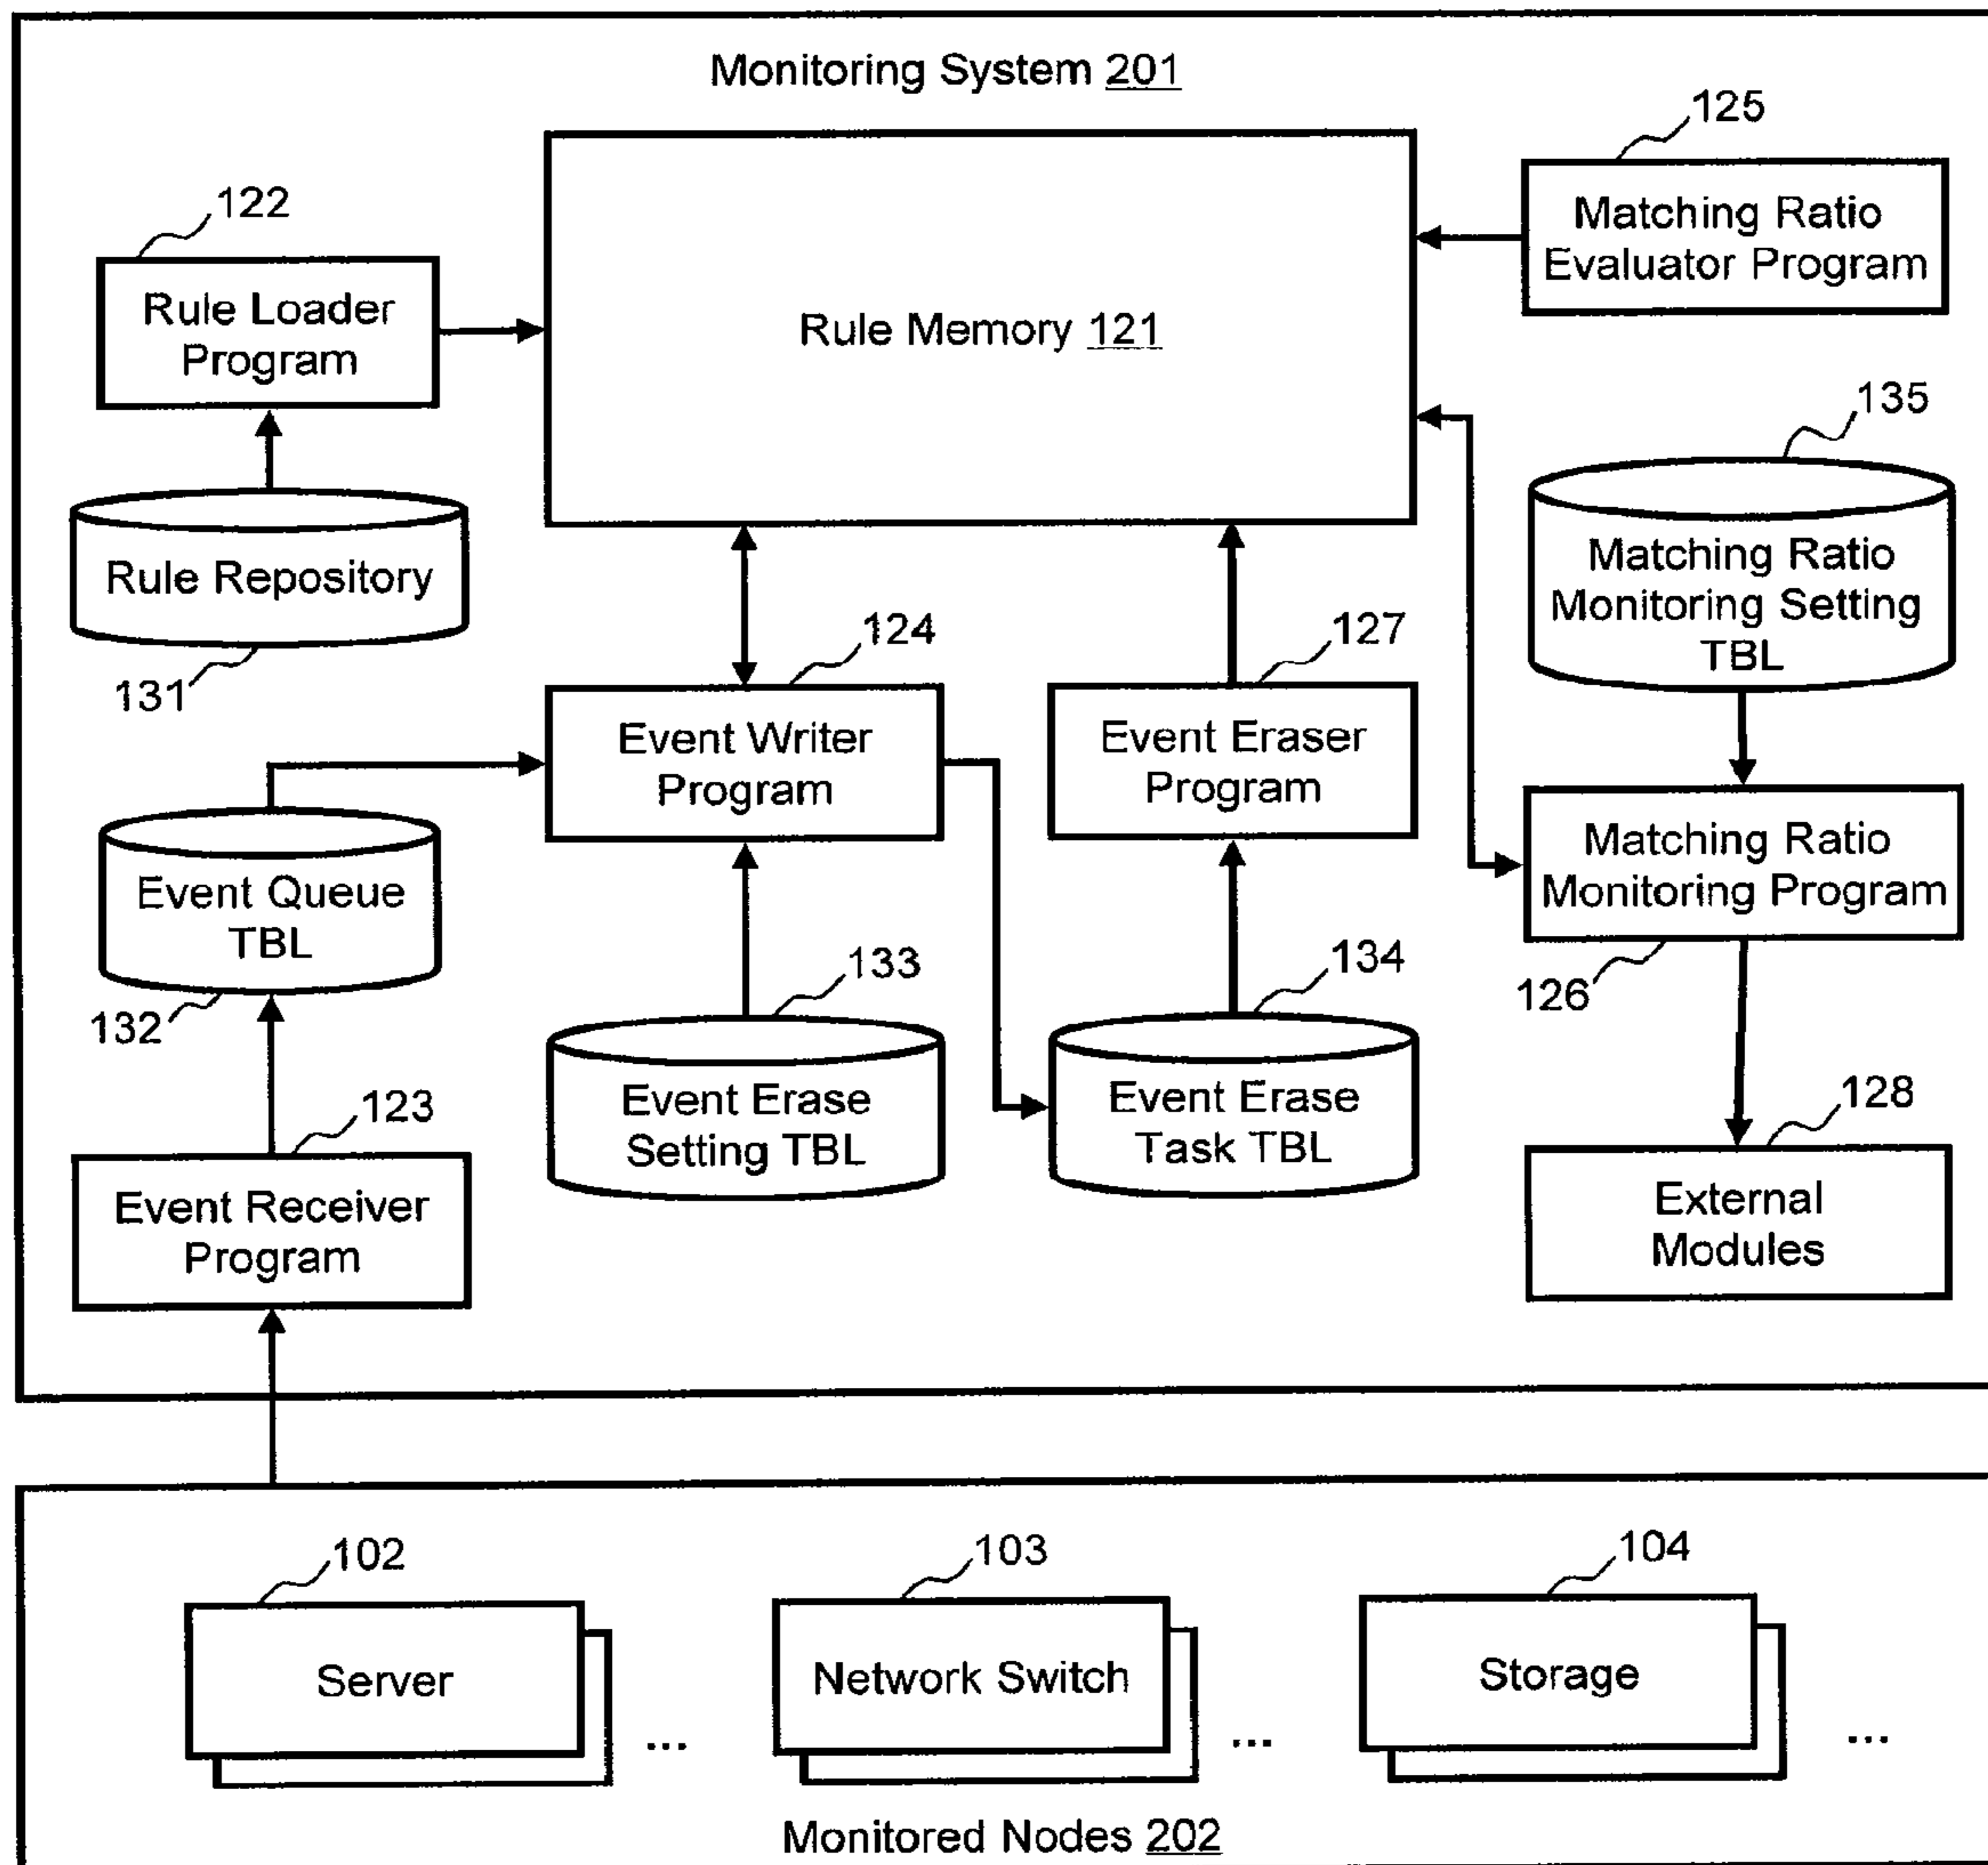 Monitoring System 201
125
Matching Ratio
Evaluator Program
122
Rule Loader
Program
Rule Memory 121
135
Matching Ratio
Monitoring Setting
TBL
Rule Repository
131
124
Event Writer
Program
127
Event Eraser
Program
Matching Ratio
Monitoring Program
126
Event Queue
TBL
132
133
Event Erase
Setting TBL
134
Event Erase
Task TBL
123
Event Receiver
Program
128
External
Modules
102
Server
...
103
Network Switch
...
104
Storage
...
Monitored Nodes 202